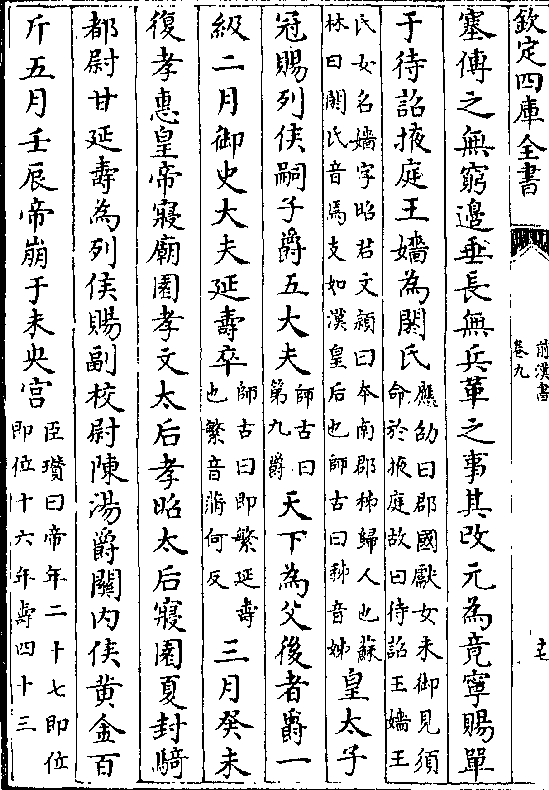 欽定四庫全書
前漢書
卷九
塞傳之無窮邊垂長無兵革之事其改元為竟寧賜單
于待詔掖庭王嬙為閼氏
應劭曰郡國獻女未御見須
命於掖庭故曰待詔王嬙王
氏女名嬙字昭君文穎曰本南郡秭歸人也蘇
林曰閼氏音焉支如漢皇后也師古曰秭音姊
皇太子
冠賜列侯嗣子爵五大夫
師古曰
第九爵
天下為父後者爵一
級二月御史大夫延壽卒
師古曰即繁延壽
也繁音蒲何反
三月癸未
復孝惠皇帝寢廟園孝文太后孝昭太后寢園夏封騎
都尉甘延壽為列侯賜副校尉陳湯爵關内侯黄金百
斤五月壬辰帝崩于未央宫
臣瓚曰帝年二十七即位
即位十六年壽四十三